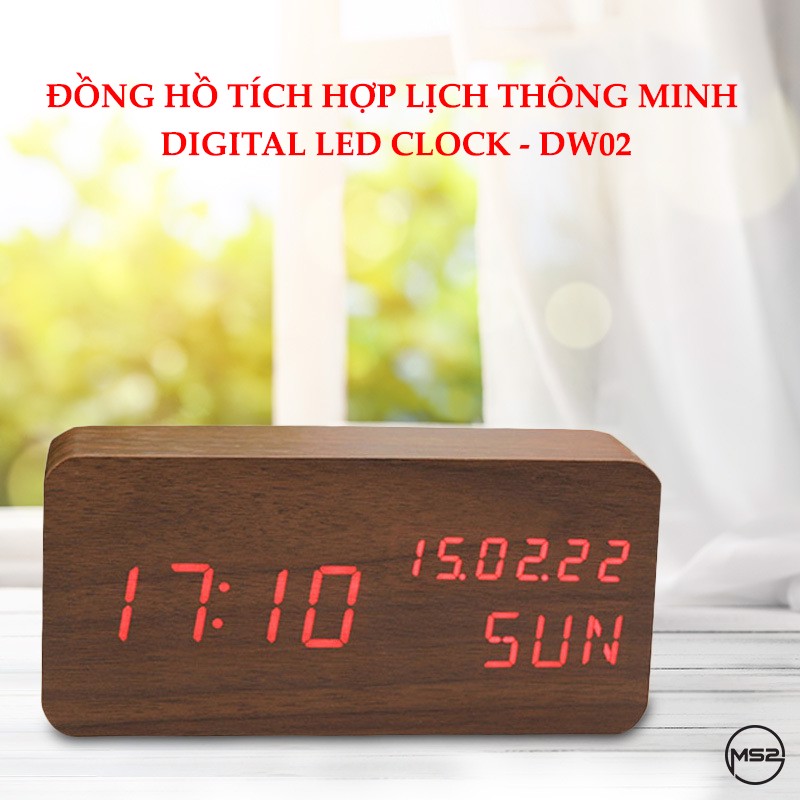 ĐỒNG HỒ TÍCH HỢP LỊCH THÔNG MINH
DIGITAL LED CLOCK - DW02
17:10
15.02.22
SUN
MS2